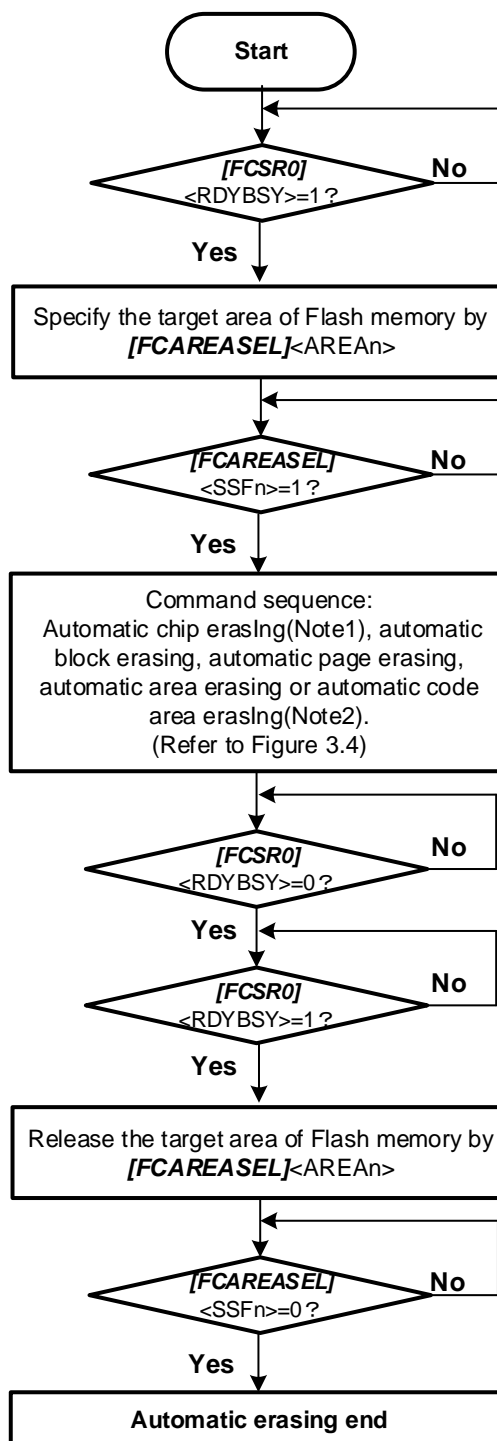 Start
[FCSR0]
<RDYBSY>=1?
No
Yes
Specify the target area of Flash memory by
[FCAREASEL]<AREAn>
[FCAREASEL]
<SSFn>=1?
No
Yes
Command sequence:
Automatic chip erasIng(Note1), automatic
block erasing, automatic page erasing,
automatic area erasing or automatic code
area erasIng(Note2).
(Refer to Figure 3.4)
[FCSR0]
<RDYBSY>=0?
No
Yes
[FCSR0]
<RDYBSY>=1?
No
Yes
Release the target area of Flash memory by
[FCAREASEL]<AREAn>
[FCAREASEL]
<SSFn>=0?
No
Yes
Automatic erasing end